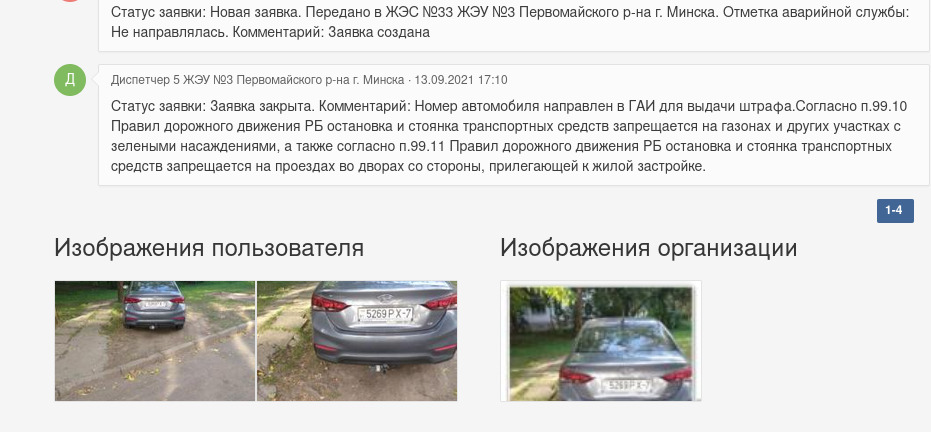 Статус заявки: Новая заявка. Передано в ЖЭС №33 ЖЭУ №3 Первомайского р-на г. Минска. Отметка аварийной службы:
Не направлялась. Комментарий: Заявка создана
Д
Диспетчер 5 ЖЭУ №3 Первомайского р-на г. Минска · 13.09.2021 17:10
Статус заявки: Заявка закрыта. Комментарий: Номер автомобиля направлен в ГАИ для выдачи штрафа.Согласно п.99.10
Правил дорожного движения РБ остановка и стоянка транспортных средств запрещается на газонах и других участках с
зелеными насаждениями, а также согласно п.99.11 Правил дорожного движения РБ остановка и стоянка транспортных
средств запрещается на проездах во дворах со стороны, прилегающей к жилой застройке.
1-4
Изображения пользователя
Изображения организации
5269PX-7
5269PX-7